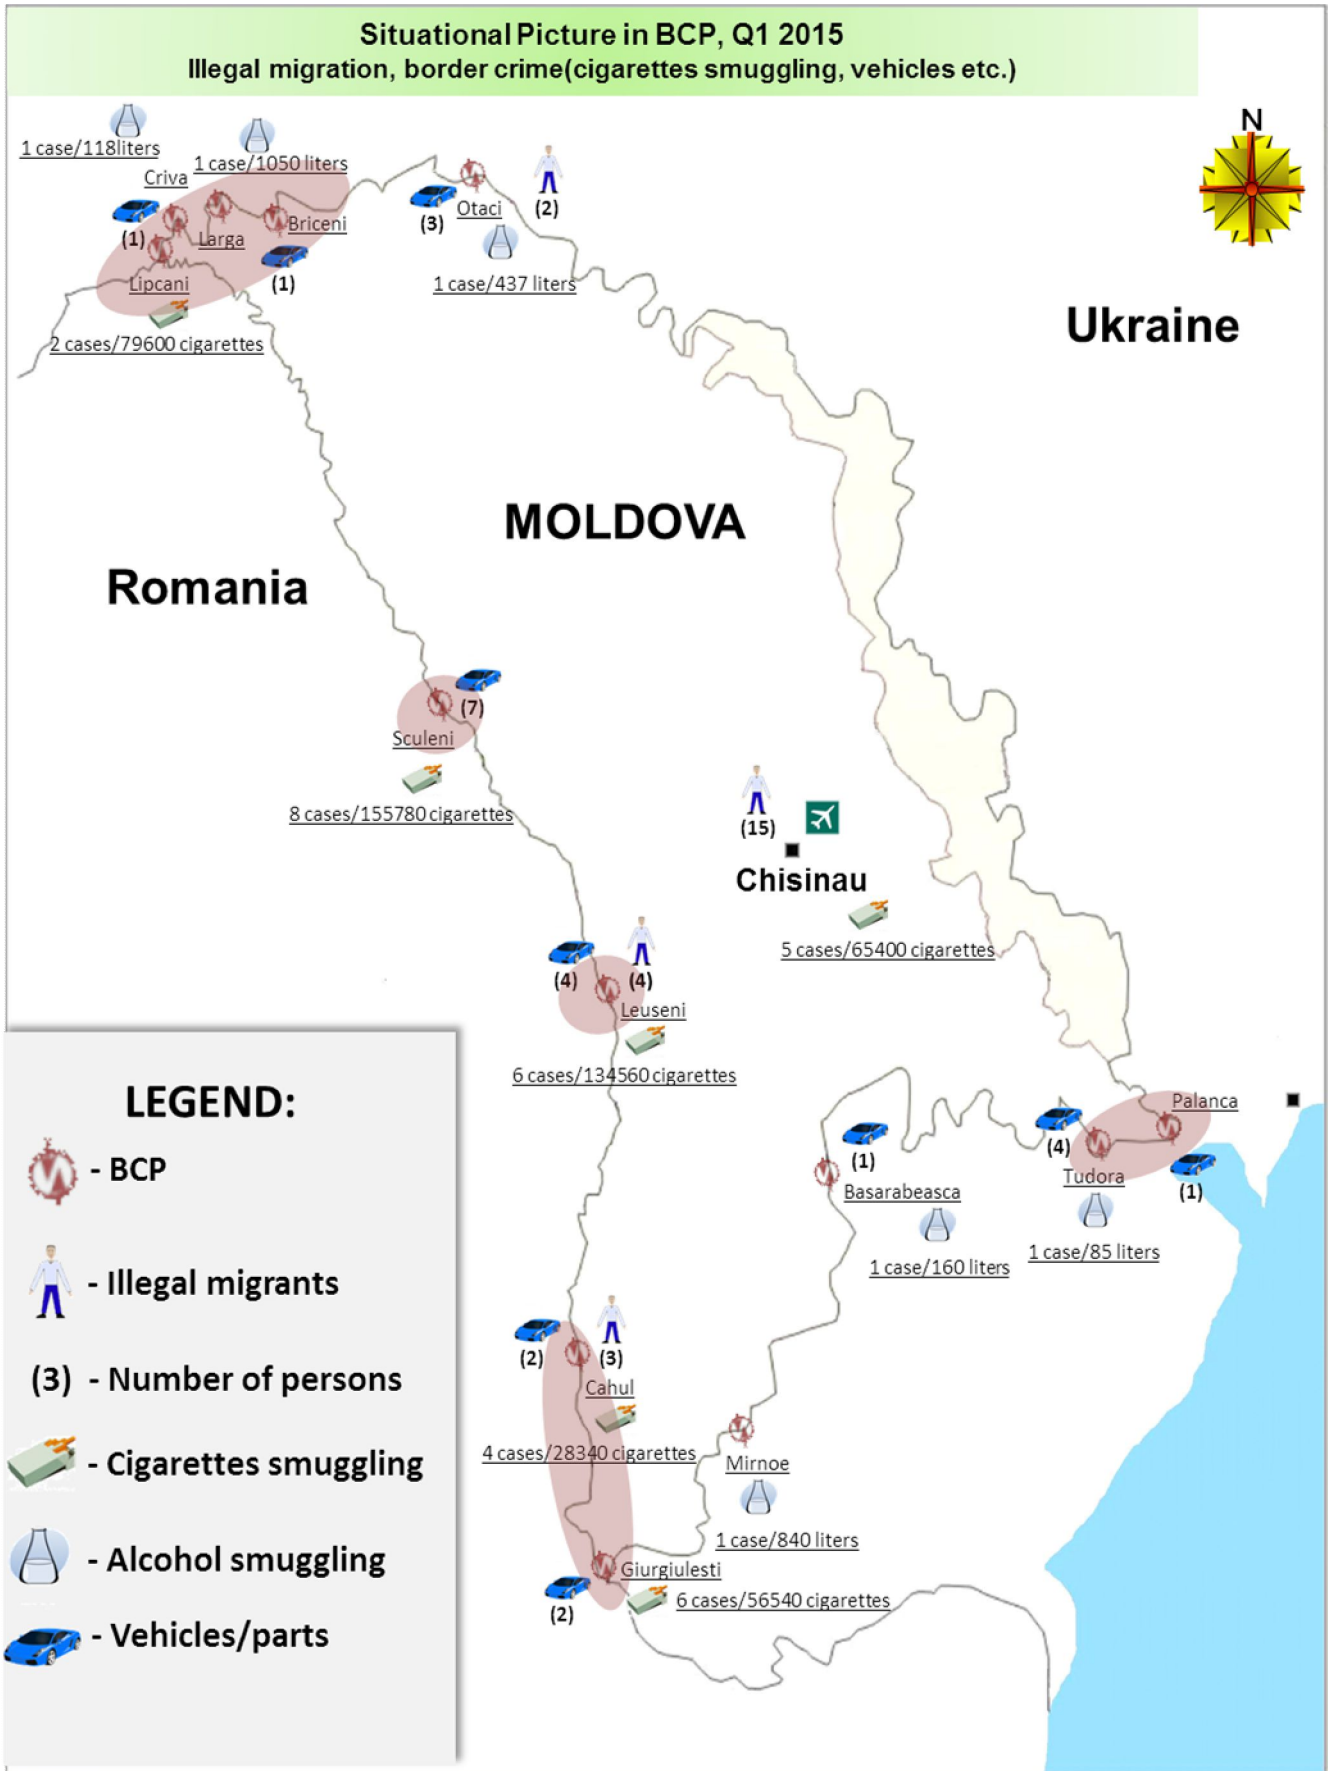 Situational Picture in BCP, Q1 2015
Illegal migration, border crime(cigarettes smuggling, vehicles etc.)
N
1 case/118liters
1 case/1050 liters
Criva
(1)
Larga
Briceni
Lipcani
(1)
2 cases/79600 cigarettes
(3)
Otaci
(2)
1 case/437 liters
Ukraine
MOLDOVA
Romania
(7)
Sculeni
8 cases/155780 cigarettes
(15)
Chisinau
5 cases/65400 cigarettes
(4)
(4)
Leuseni
6 cases/134560 cigarettes
Palanca
(4)
Tudora
(1)
1 case/85 liters
(1)
Basarabeasca
1 case/160 liters
(2)
(3)
Cahul
4 cases/28340 cigarettes
Mirnoe
1 case/840 liters
Giurgiulesti
(2)
6 cases/56540 cigarettes
LEGEND:
- BCP
- Illegal migrants
(3) - Number of persons
- Cigarettes smuggling
- Alcohol smuggling
- Vehicles/parts